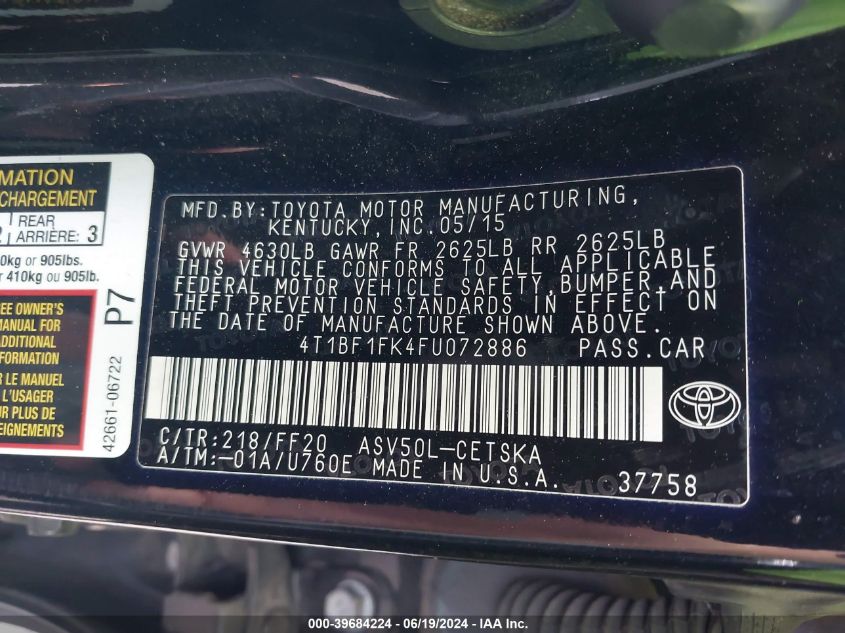 MATION
CHARGEMENT
2 REAR
ARRIÈRE: 3
0kg or 905lbs.
r 410kg ou 905lb.
EE OWNER'S
MANUAL FOR
ADDITIONAL
FORMATION
R LE MANUEL
L'USAGER
UR PLUS DE
EIGNEMENTS
P7
42661-06722
MFD.BY:TOYOTA MOTOR MANUFACTURING,
KENTUCKY,INC.05/15
GVWR 4630LB GAWR FR 2625LB RR 2625LB
THIS VEHICLE CONFORMS TO ALL APPLICABLE
FEDERAL MOTOR VEHICLE SAFETY,BUMPER,AND
THEFT PREVENTION STANDARDS IN EFFECT ON
THE DATE OF MANUFACTURE SHOWN ABOVE.
4T1BF1FK4FU072886 PASS.CAR
C/TR:218/FF20 ASV50L-CETSKA
A/TM:-01A/U760E MADE IN U.S.A. 37758
000-39684224 - 06/19/2024 - IAA Inc.